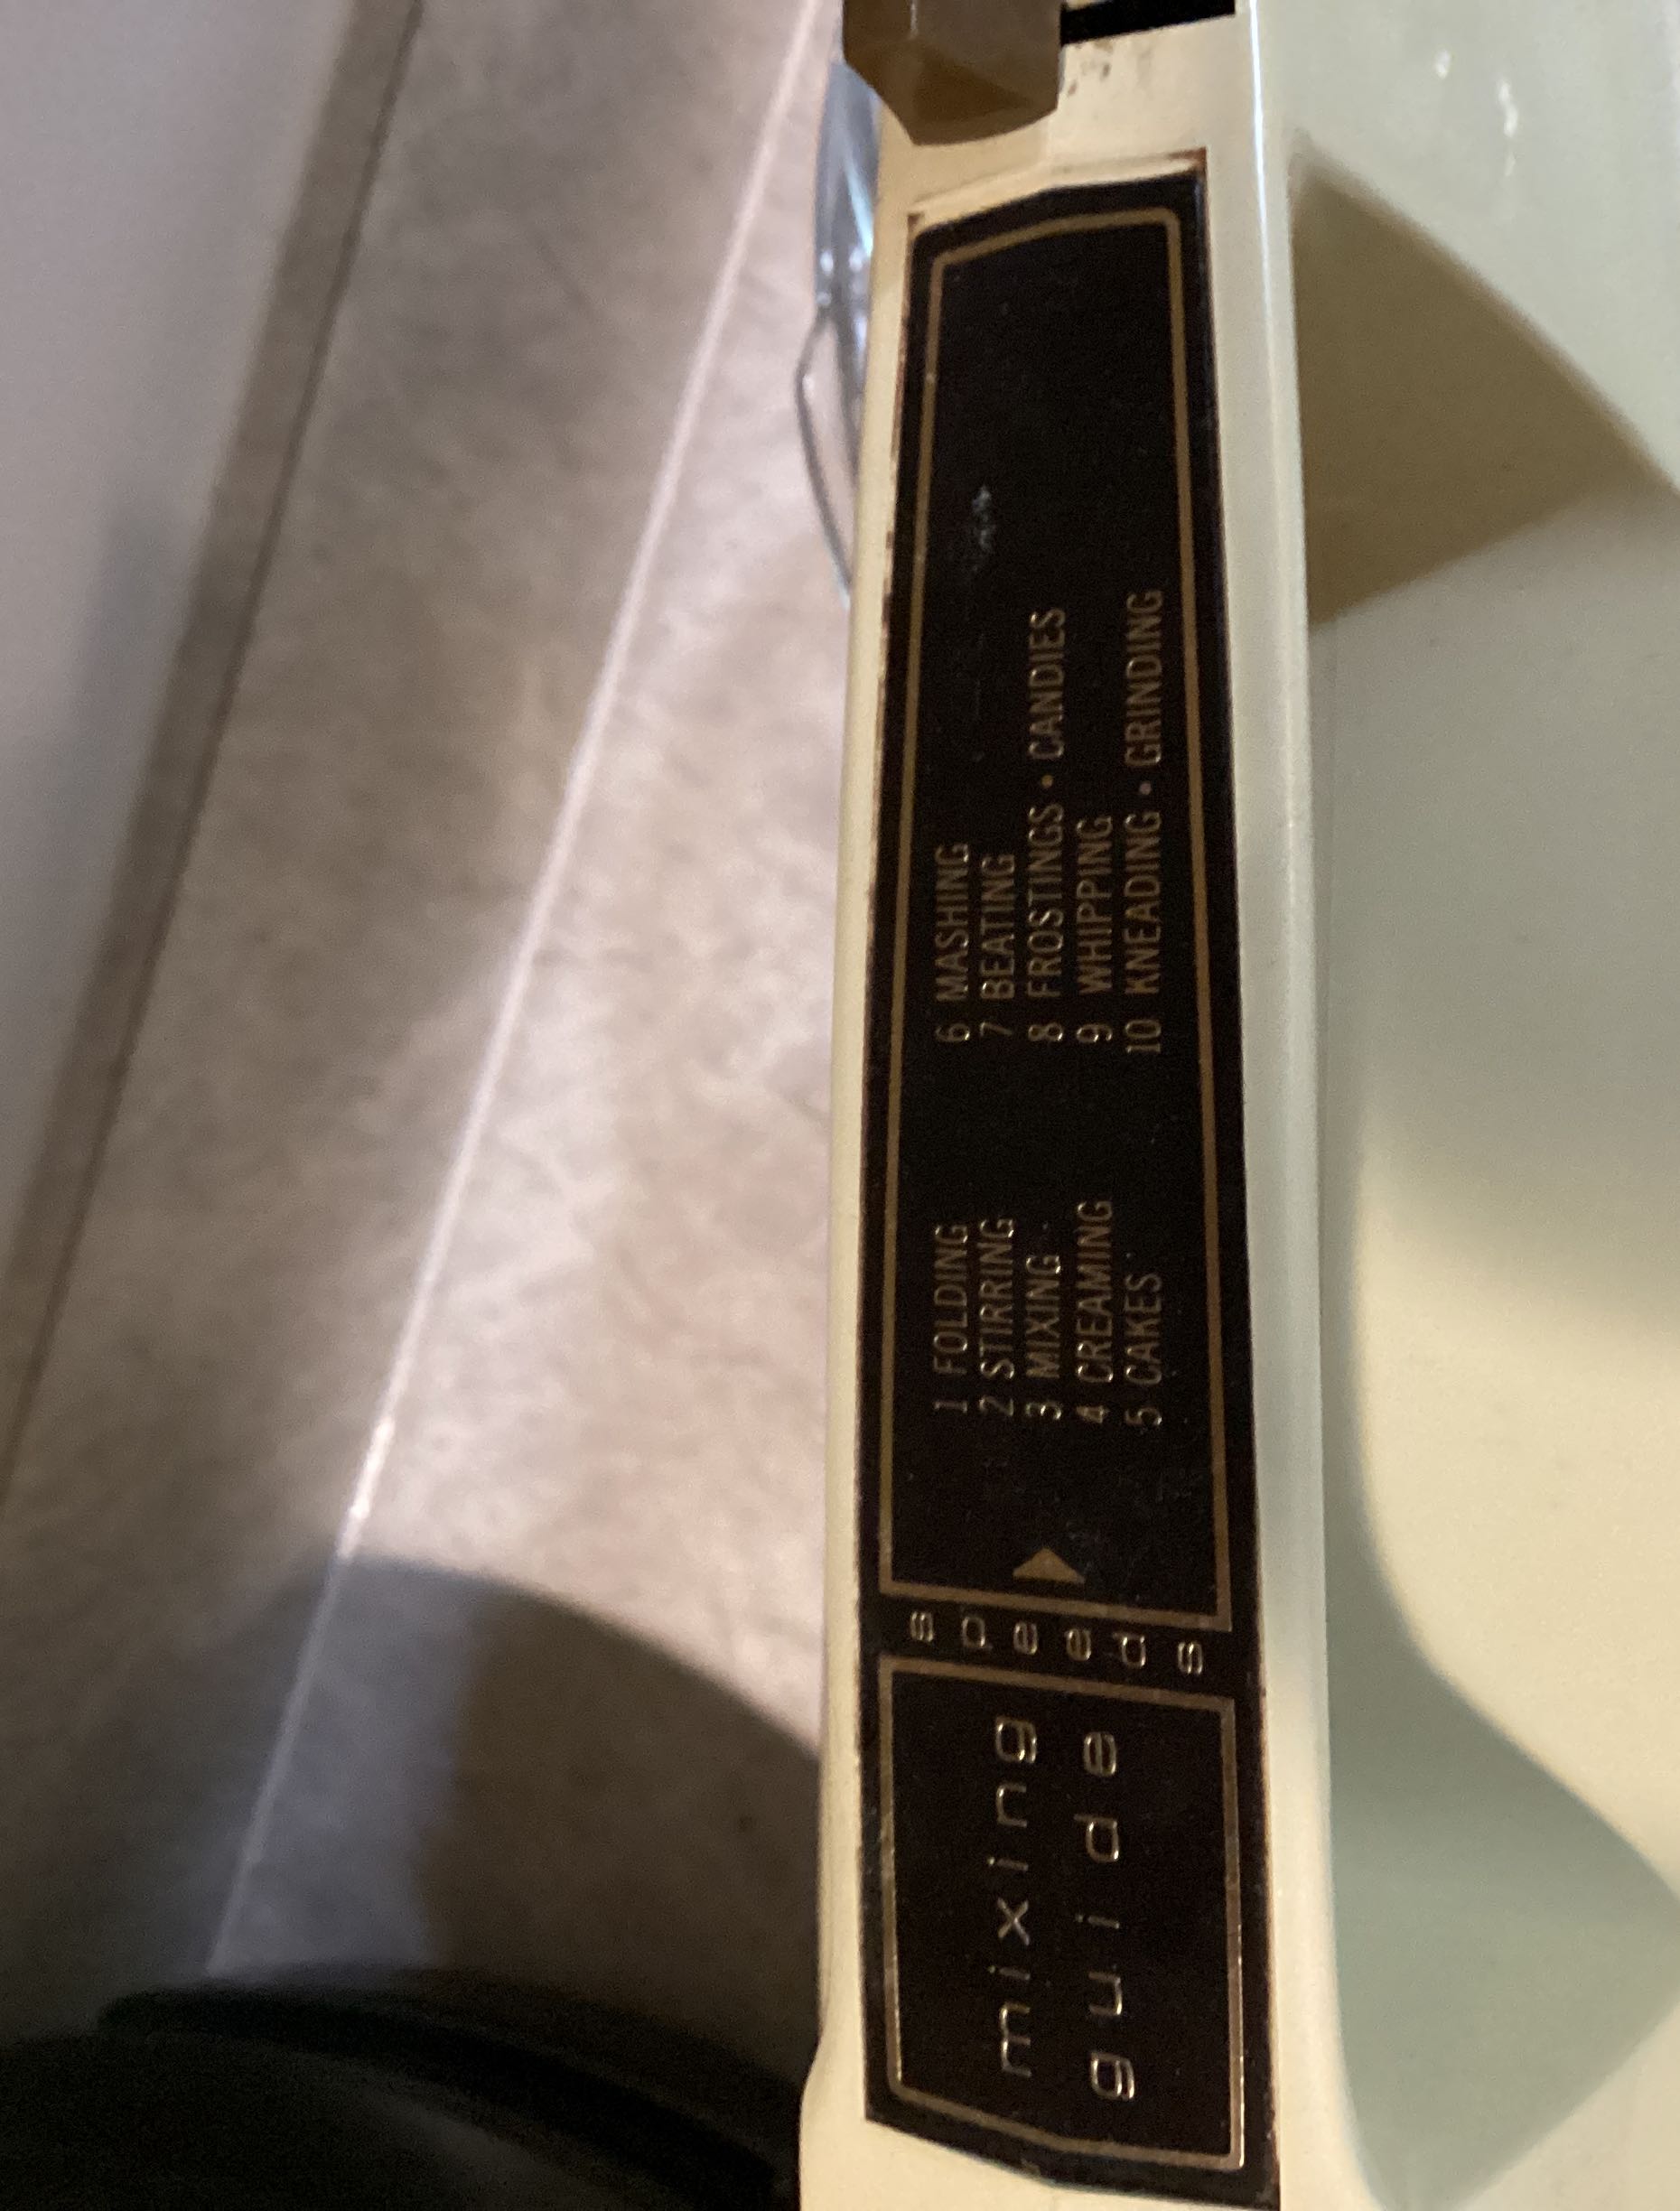 mixing
guide
speeds
1 FOLDING
2 STIRRING
3 MIXING
4 CREAMING
5 CAKES
6 MASHING
7 BEATING
8 FROSTINGS • CANDIES
9 WHIPPING
10 KNEADING • GRINDING